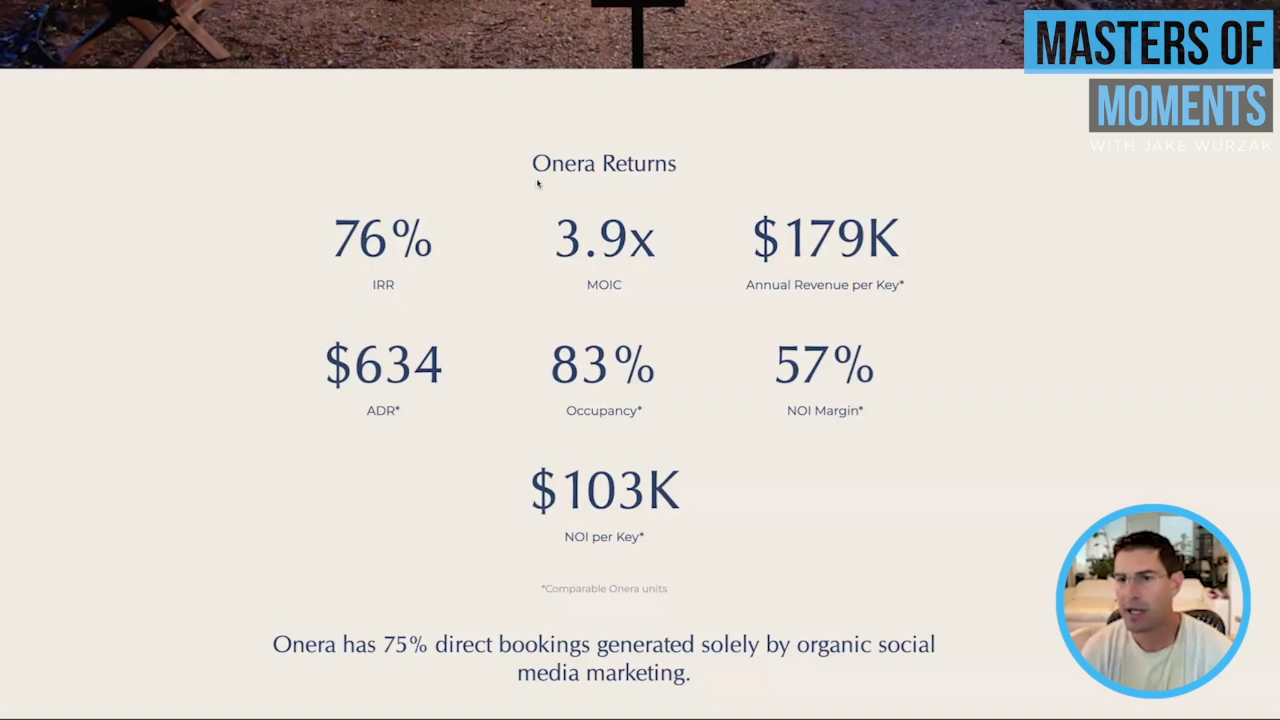 MASTERS OF
MOMENTS
WITH JAKE WURZAK
Onera Returns
76%
IRR
3.9x
MOIC
$179K
Annual Revenue per Key*
$634
ADR*
83%
Occupancy*
57%
NOI Margin*
$103K
NOI per Key*
*Comparable Onera units
Onera has 75% direct bookings generated solely by organic social
media marketing.